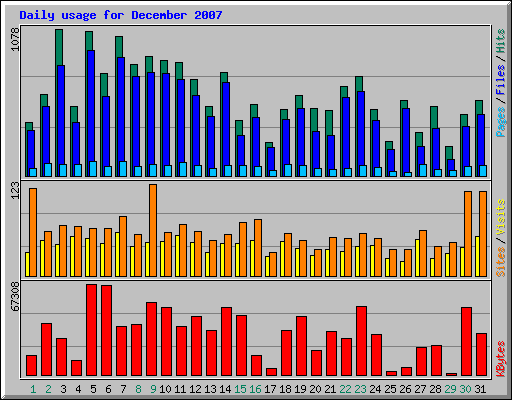 Daily usage for December 2007
1078
Pages / Files / Hits
123
Sites / Visits
67308
KBytes
1 2 3 4 5 6 7 8 9 10 11 12 13 14 15 16 17 18 19 20 21 22 23 24 25 26 27 28 29 30 31